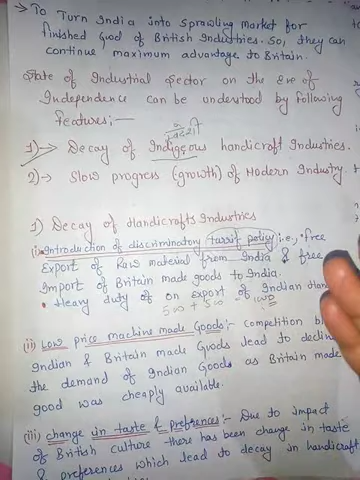 → To Turn India into sprawling market for
finished Good of British Industries. So, they can
continue maximum advantage to Britain.
State of Industrial Sector on the Eve of
Independence can be understood by following
features:-
1)→ Decay of Indigeous handicraft Industries.
2)→ Slow progress (growth) of Modern Industry.
1) Decay of Handicrafts Industries
(i) Introduction of discriminatory tarrif policy i.e., • free
Export of Raw material from India & free
Import of Britain made goods to India.
• Heavy duty of on export of Indian
500 + 500
(ii) Low price machine made Goods:- competition
Indian & Britain made Goods lead to
the demand of Indian Goods as Britain made
good was cheaply available.
(iii) change in taste & preferences:- Due to impact
of British culture there has been change in taste
& preferences which lead to decay in